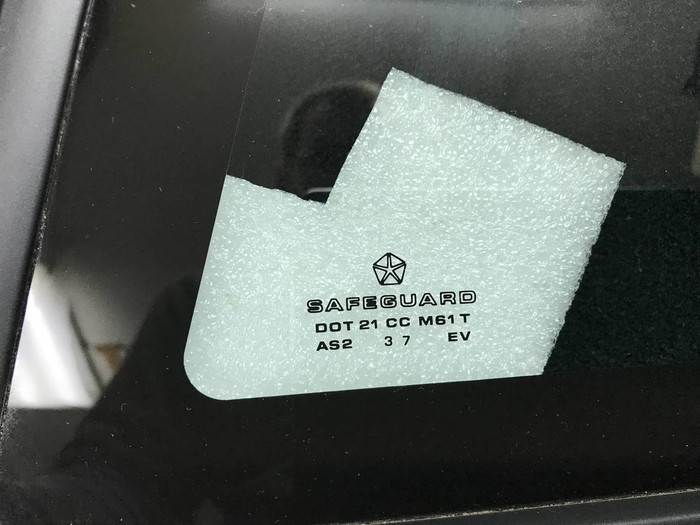 SAFEGUARD
DOT 21 CC M61 T
AS2 3 7 EV